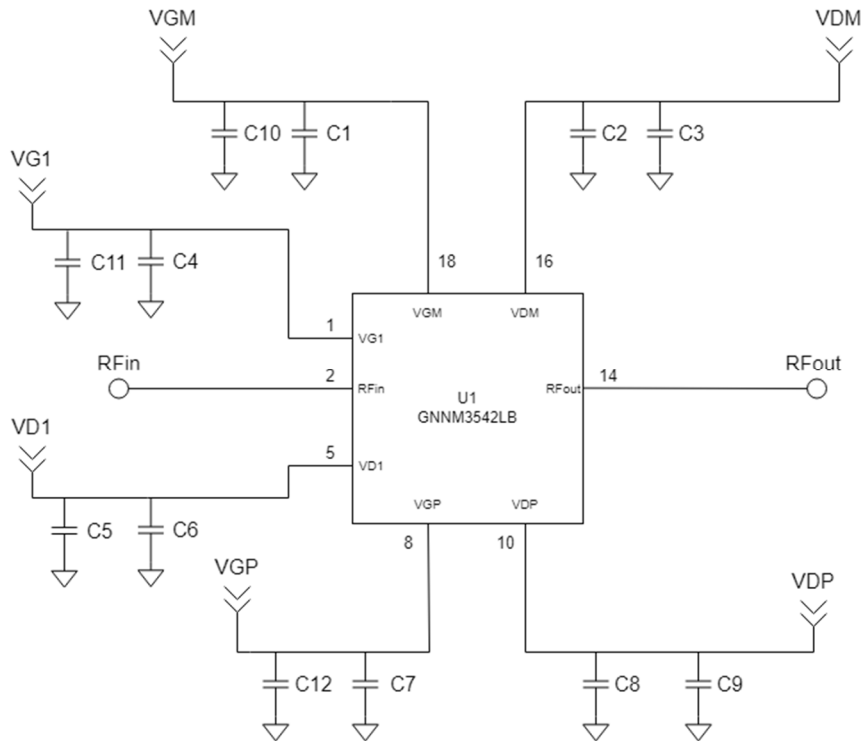 VGM
VDM
C10
C1
C2
C3
VG1
C11
C4
18
16
VGM
VDM
1
VG1
RFin
2
RFin
U1
GNNM3542LB
RFout
14
RFout
VD1
5
VD1
VGP
VDP
C5
C6
8
10
VGP
VDP
C12
C7
C8
C9